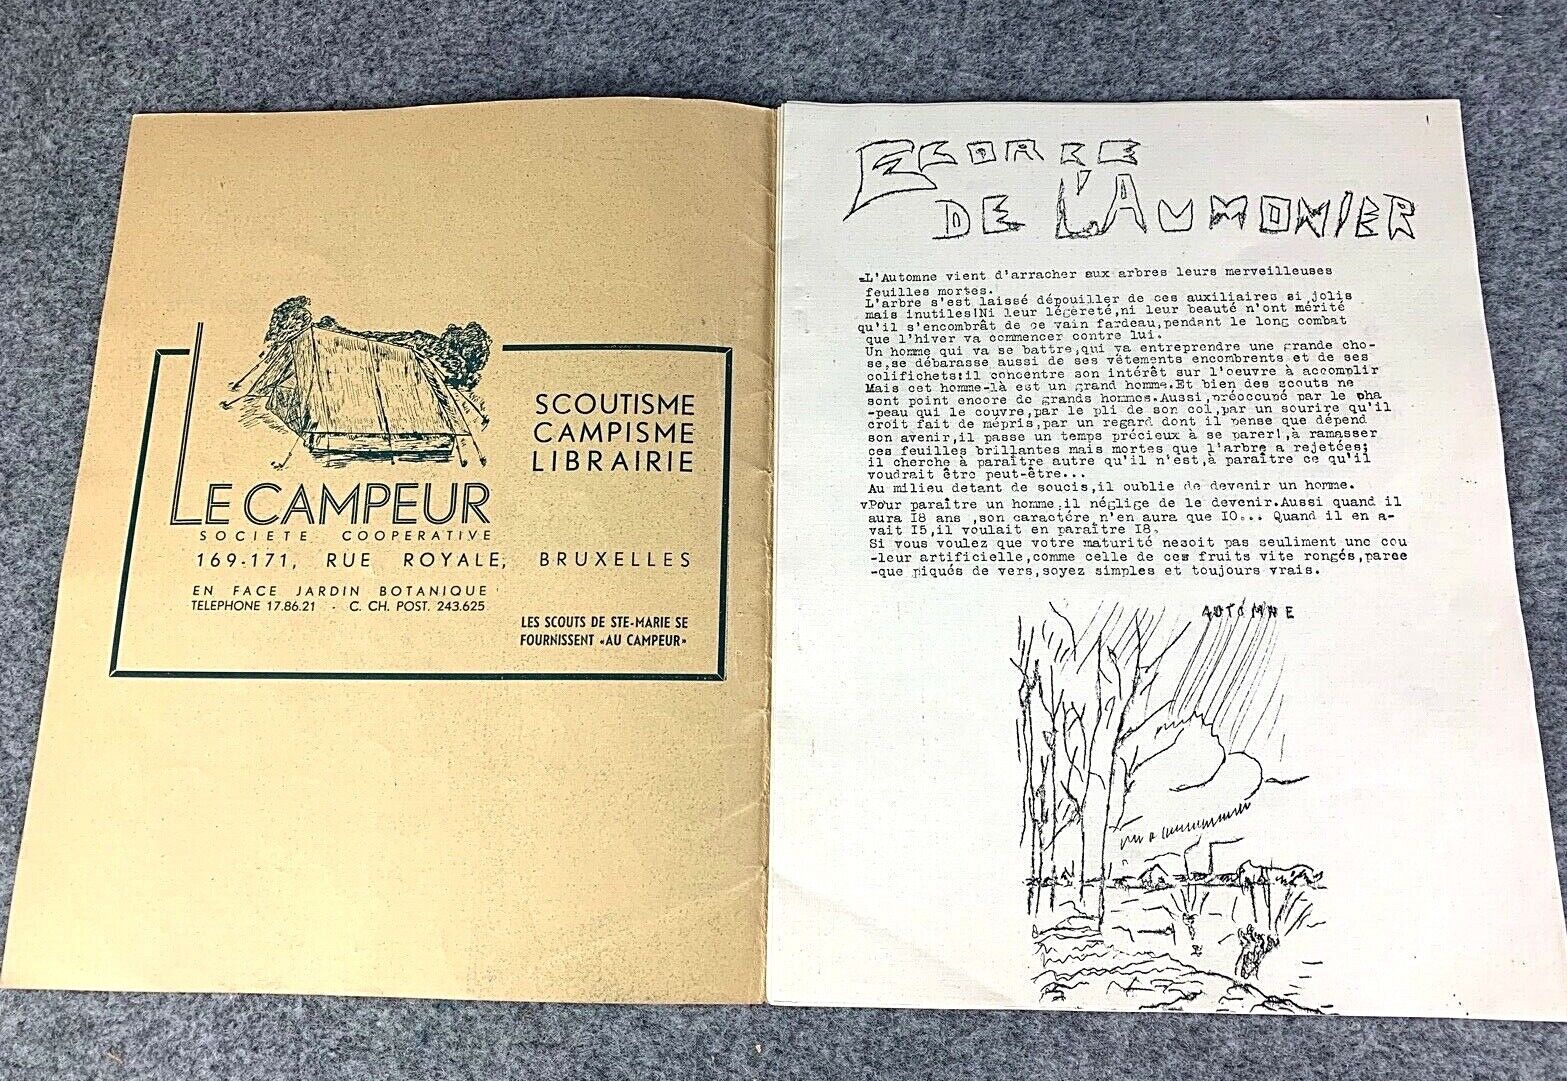 SCOUTISME
CAMPISME
LIBRAIRIE
LE CAMPEUR
SOCIETE COOPERATIVE
169-171, RUE ROYALE, BRUXELLES
EN FACE JARDIN BOTANIQUE
TELEPHONE 17.86.21 - C. CH. POST. 243.625
LES SCOUTS DE STE-MARIE SE
FOURNISSENT «AU CAMPEUR»
1
ECORCE
DE L'AUMONIER
L'Automne vient d'arracher aux arbres leurs merveilleuses
feuilles mortes.
L'arbre s'est laissé dépouiller de ces auxiliaires si jolis
mais inutiles!Ni leur légereté,ni leur beauté n'ont mérité
qu'il s'encombrât de ce vain fardeau,pendant le long combat
que l'hiver va commencer contre lui.
Un homme qui va se battre,qui va entreprendre une grande cho-
se,se débarasse aussi de ses vêtements encombrents et de ses
colifichets:il concentre son intérêt sur l'oeuvre à accomplir
Mais cet homme-là est un grand homme.Et bien des scouts ne
sont point encore de grands hommes.Aussi,préoccupé par le cha
-peau qui le couvre,par le pli de son col,par un sourire qu'il
croit fait de mépris,par un regard dont il pense que dépend
son avenir,il passe un temps précieux à se parer!,à ramasser
ces feuilles brillantes mais mortes que l'arbre a rejetées;
il cherche à paraître autre qu'il n'est,à paraître ce qu'il
voudrait être peut-être...
Au milieu detant de soucis,il oublie de devenir un homme.
vPour paraître un homme,il néglige de le devenir.Aussi quand il
aura I8 ans ,son caractére n'en aura que IO... Quand il en a-
vait I5,il voulait en paraître I8.
Si vous voulez que votre maturité nesoit pas seuliment une cou
-leur artificielle,comme celle de ces fruits vite rongés,parce
-que piqués de vers,soyez simples et toujours vrais.
AUTOMNE